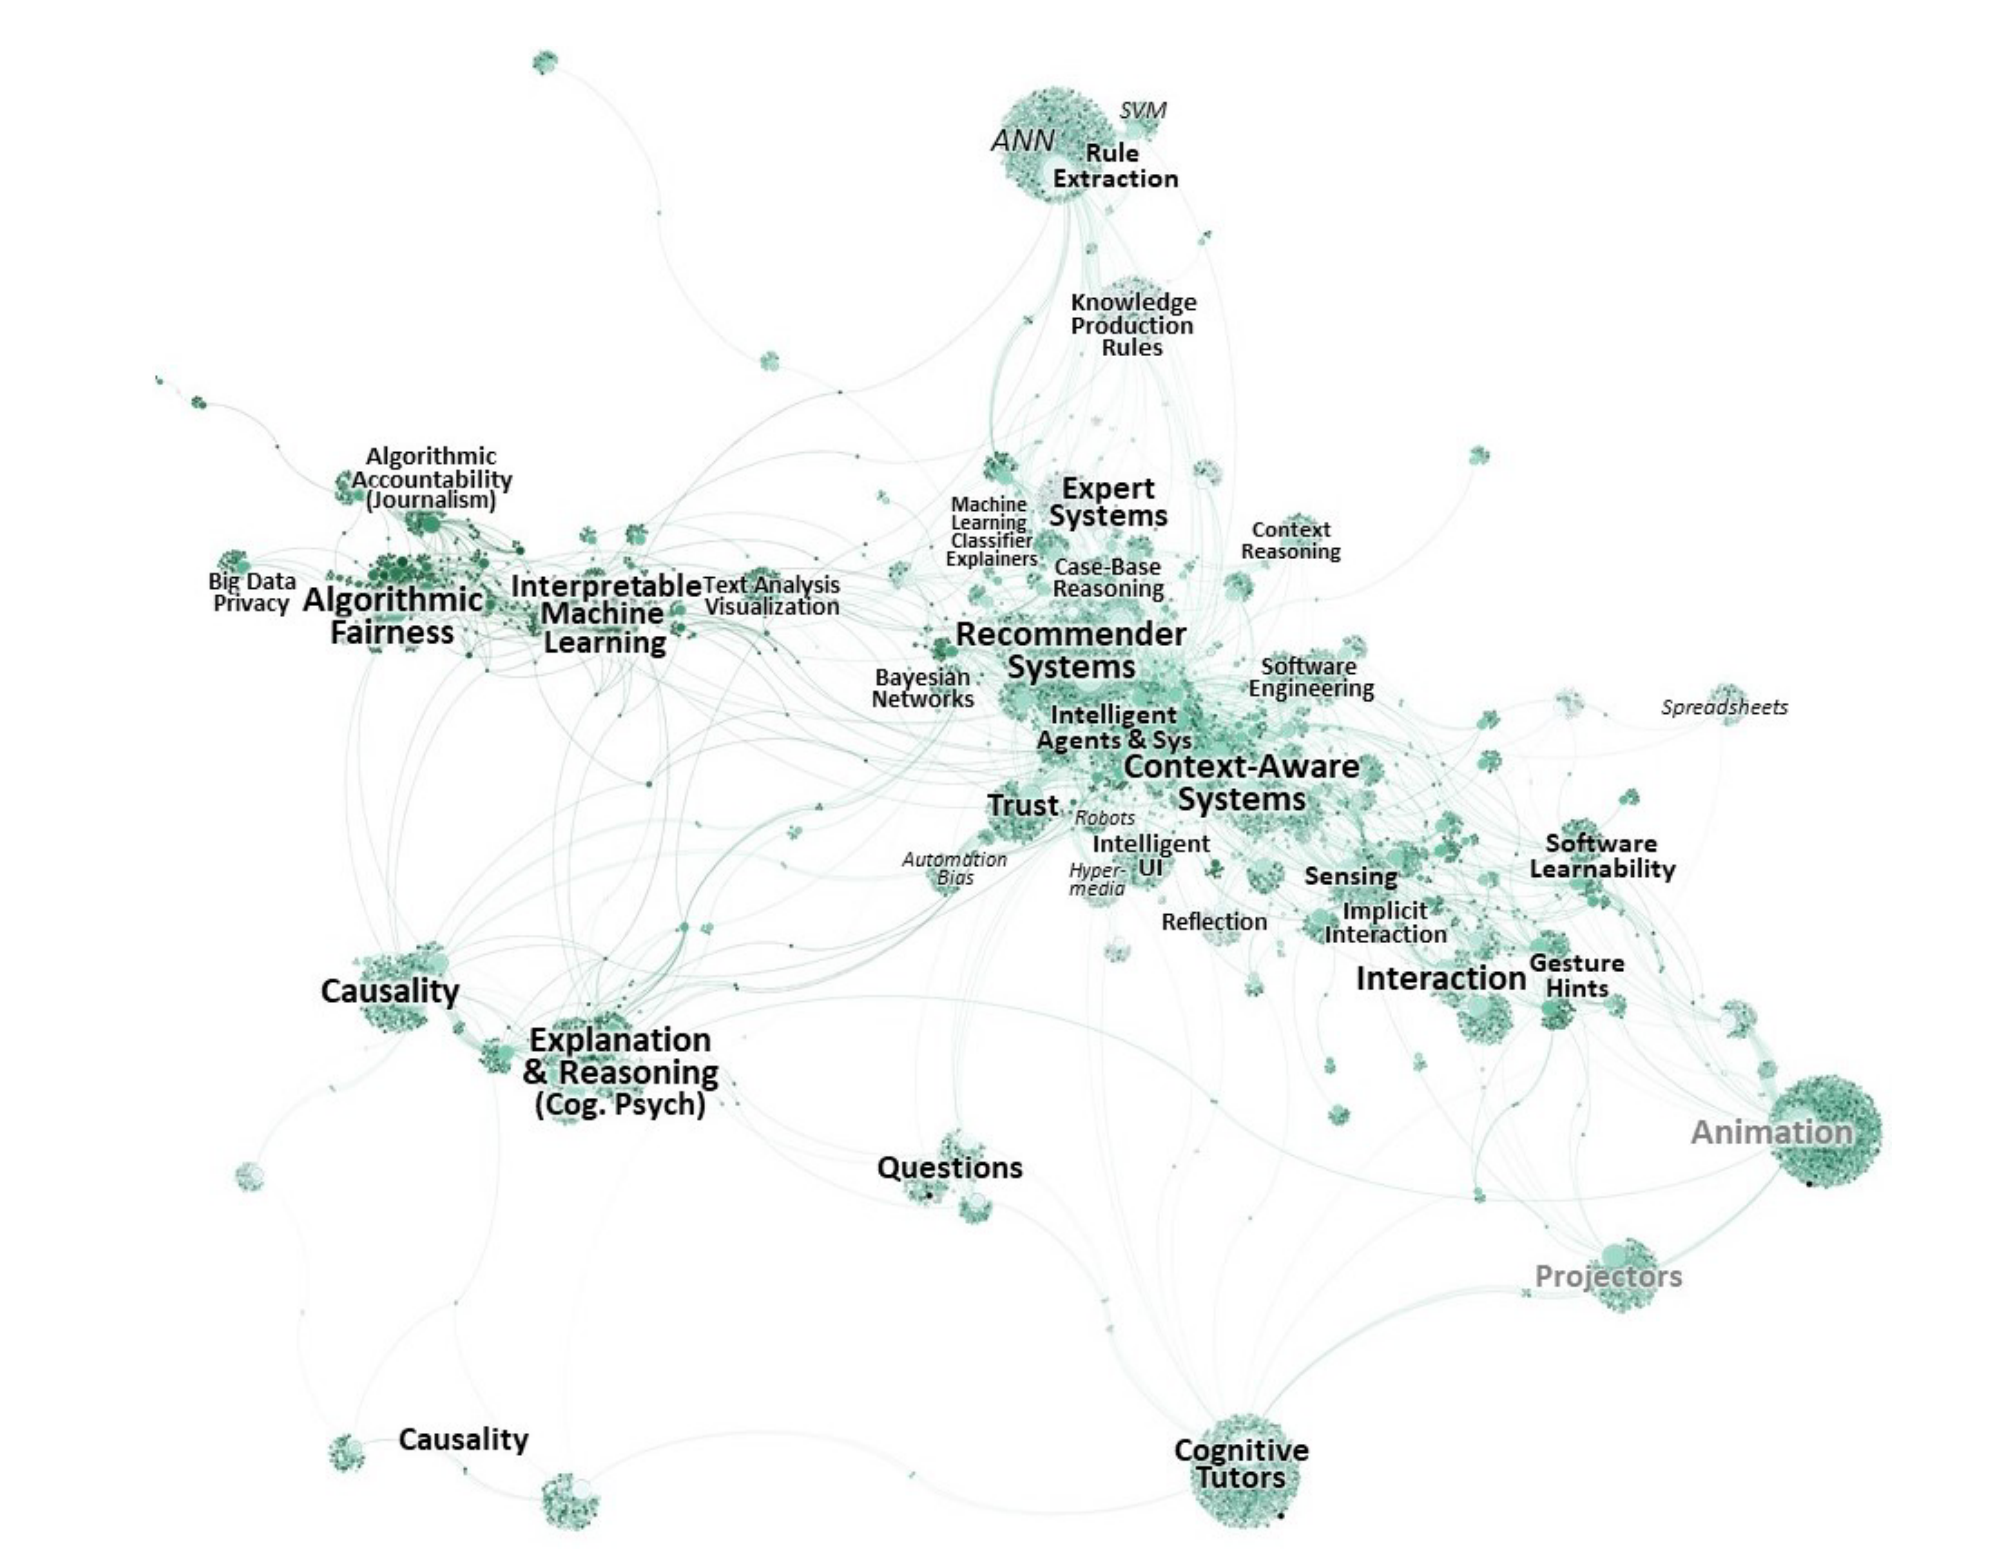 SVM
ANN
Rule
Extraction
Knowledge
Production
Rules
Algorithmic
Accountability
(Journalism)
Big Data
Privacy
Algorithmic
Fairness
Interpretable
Machine
Learning
Text Analysis
Visualization
Machine
Learning
Classifier
Explainers
Expert
Systems
Context
Reasoning
Case-Base
Reasoning
Recommender
Systems
Bayesian
Networks
Software
Engineering
Spreadsheets
Intelligent
Agents & Sys
Context-Aware
Systems
Trust
Robots
Automation
Bias
Intelligent
UI
Hyper-
media
Software
Learnability
Sensing
Reflection
Implicit
Interaction
Interaction
Gesture
Hints
Causality
Explanation
& Reasoning
(Cog. Psych)
Animation
Questions
Projectors
Causality
Cognitive
Tutors